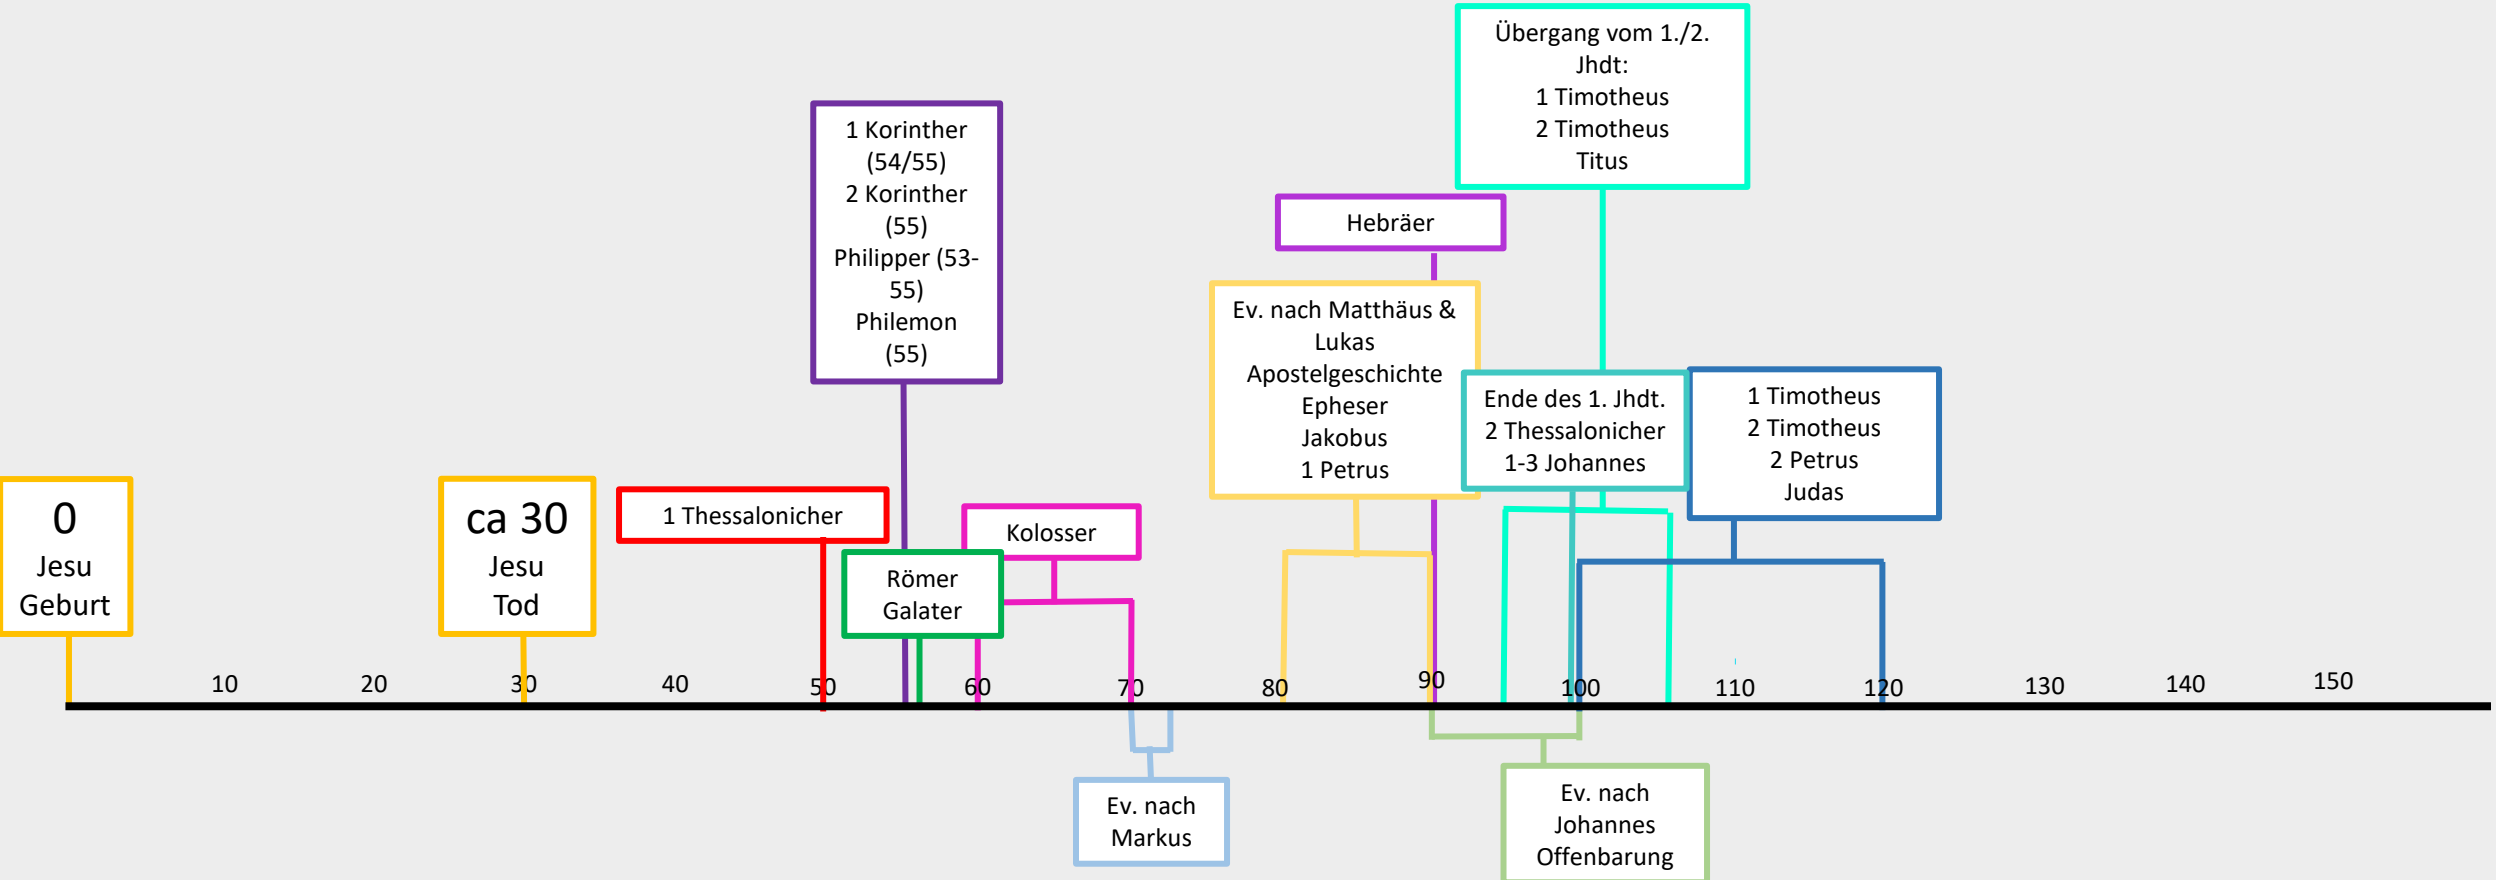 Übergang vom 1./2.
Jhdt:
1 Timotheus
2 Timotheus
Titus
1 Korinther
(54/55)
2 Korinther
(55)
Philipper (53-
55)
Philemon
(55)
Hebräer
Ev. nach Matthäus &
Lukas
Apostelgeschichte
Epheser
Jakobus
1 Petrus
Ende des 1. Jhdt.
2 Thessalonicher
1-3 Johannes
1 Timotheus
2 Timotheus
2 Petrus
Judas
0
Jesu
Geburt
ca 30
Jesu
Tod
1 Thessalonicher
Kolosser
Römer
Galater
10 20 30 40 50 60 70 80 90 100 110 120 130 140 150
Ev. nach
Markus
Ev. nach
Johannes
Offenbarung